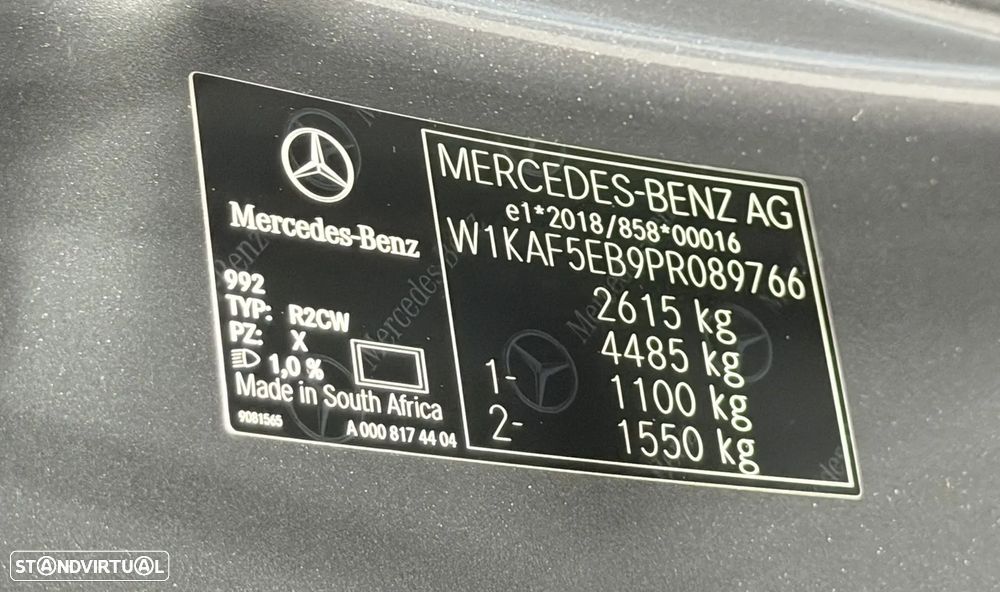 Mercedes-Benz
992
TYP: R2CW
PZ: X
1,0 %
Made in South Africa
9081565
A 000 817 44 04
MERCEDES-BENZ AG
e1*2018/858*00016
W1KAF5EB9PR089766
2615 kg
4485 kg
1- 1100 kg
2- 1550 kg
STANDVIRTUAL